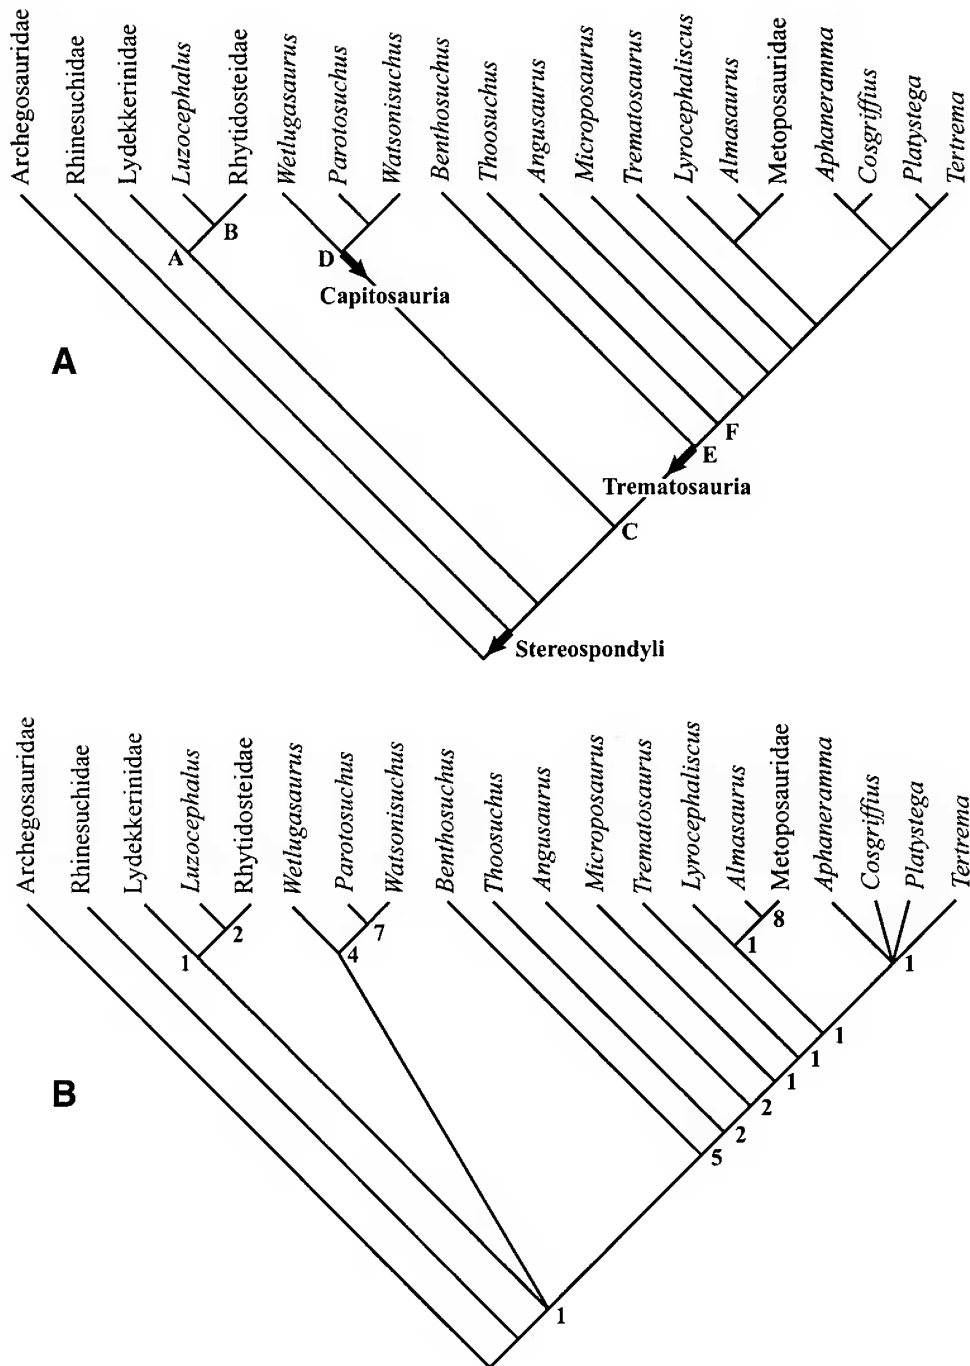 Archegosauridae
Rhinesuchidae
Lydekkerinidae
Luzocephalus
Rhytidosteidae
Wetlugasaurus
Parotosuchus
Watsonisuchus
Benthosuchus
Thoosuchus
Angusaurus
Microposaurus
Trematosaurus
Lyrocephaliscus
Almasaurus
Metoposauridae
Aphaneramma
Cosgriffius
Platystega
Tertrema
B
A
D
Capitosauria
A
F
E
Trematosauria
C
Stereospondyli
Archegosauridae
Rhinesuchidae
Lydekkerinidae
Luzocephalus
Rhytidosteidae
Wetlugasaurus
Parotosuchus
Watsonisuchus
Benthosuchus
Thoosuchus
Angusaurus
Microposaurus
Trematosaurus
Lyrocephaliscus
Almasaurus
Metoposauridae
Aphaneramma
Cosgriffius
Platystega
Tertrema
8
2
7
1
4
1
1
1
1
1
B
2
2
5
1